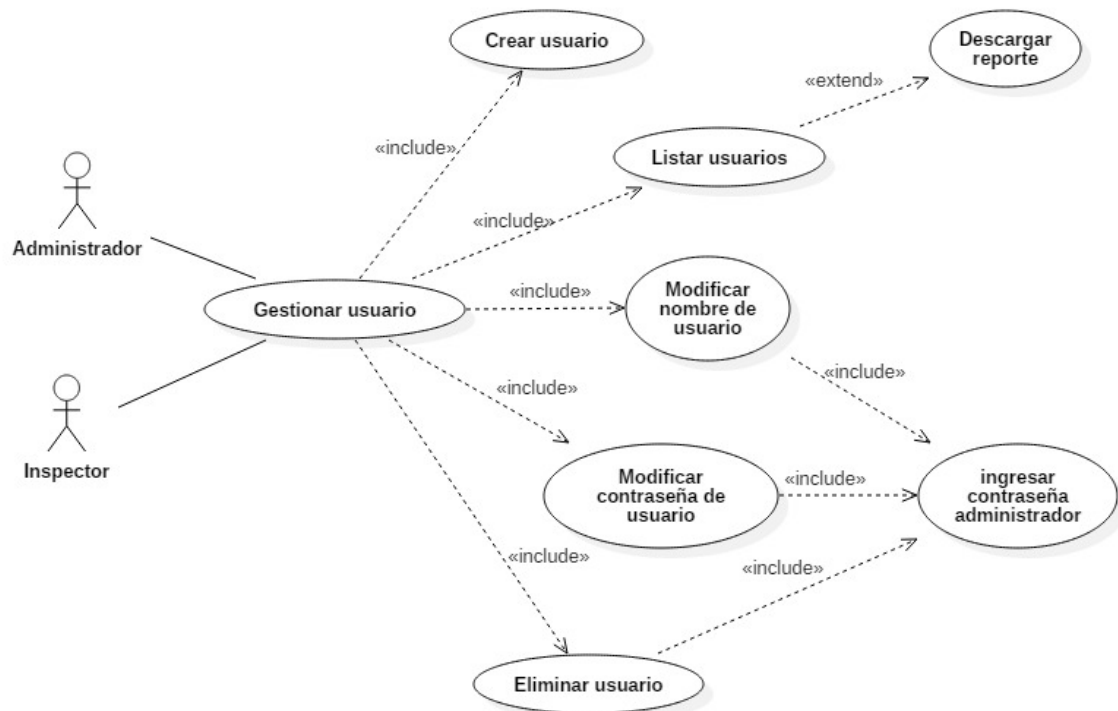 Crear usuario
Descargar
reporte
«extend»
«include»
Listar usuarios
«include»
Administrador
Gestionar usuario
«include»
Modificar
nombre de
usuario
«include»
«include»
Inspector
Modificar
contraseña de
usuario
«include»
ingresar
contraseña
administrador
«include»
«include»
Eliminar usuario